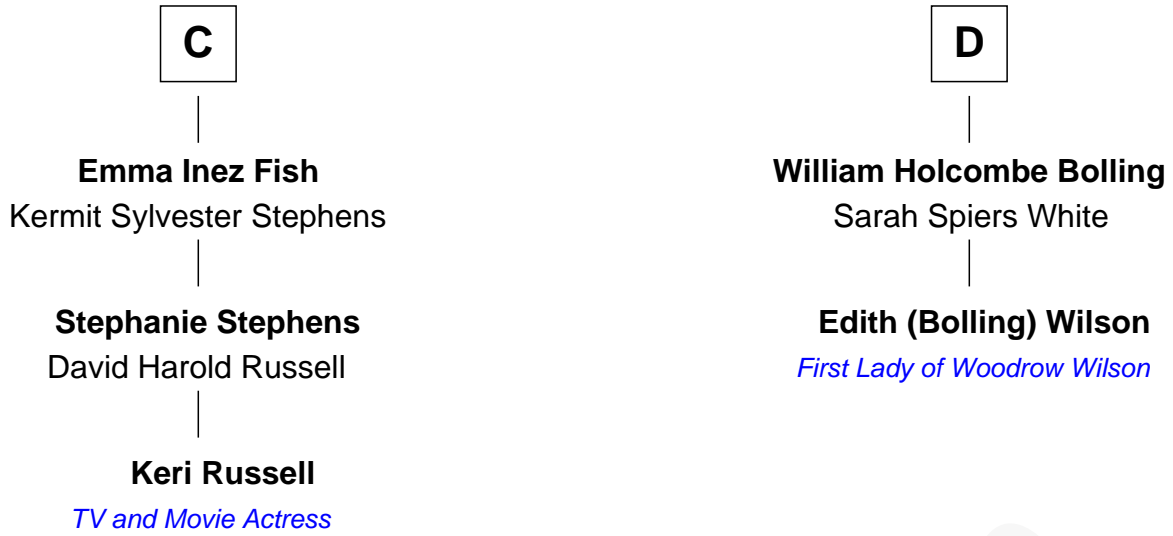 C
Emma Inez Fish
Kermit Sylvester Stephens
Stephanie Stephens
David Harold Russell
Keri Russell
TV and Movie Actress
D
William Holcombe Bolling
Sarah Spiers White
Edith (Bolling) Wilson
First Lady of Woodrow Wilson